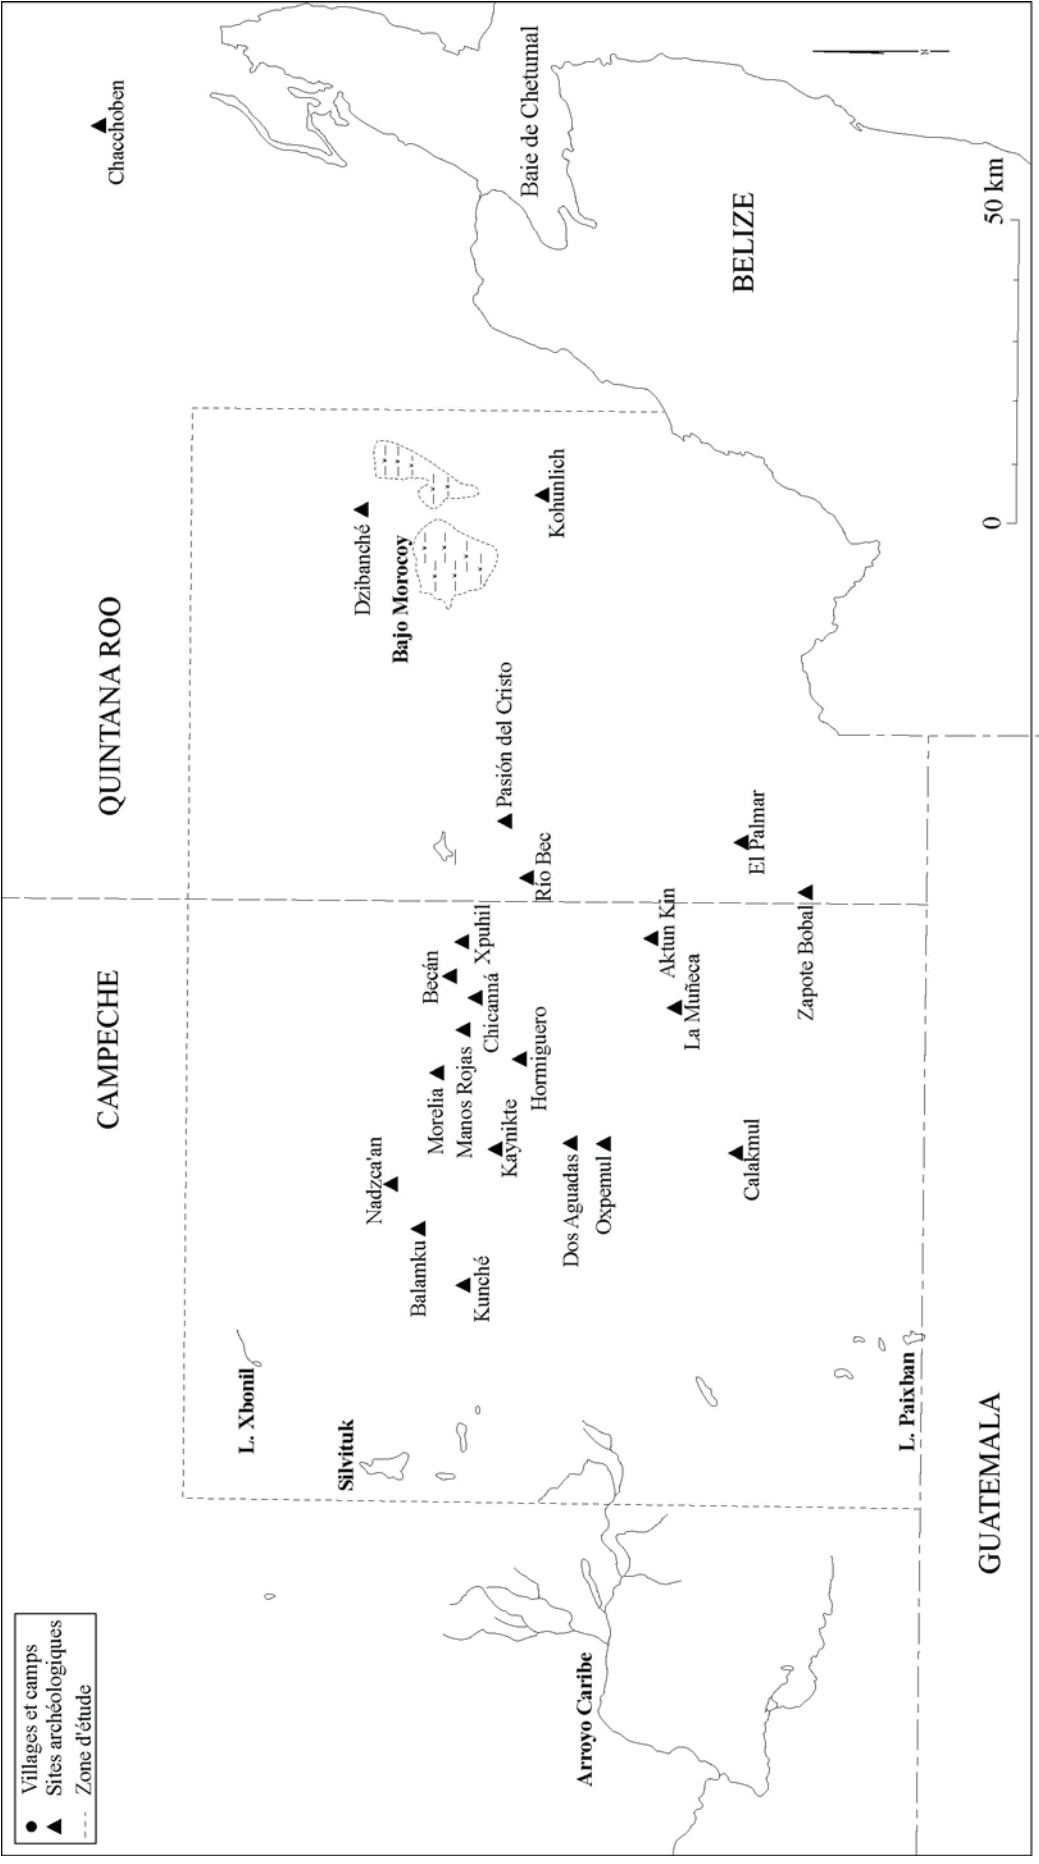 Villages et camps
Sites archéologiques
Zone d'étude
CAMPECHE
QUINTANA ROO
Chacchoben
L. Xbonil
Silvituk
Nadzca'an
Balamku
Kunché
Morelia
Manos Rojas
Kaynikte
Becán
Xpuhil
Chicanná
Hormiguero
Río Bec
Pasión del Cristo
Dzibanché
Bajo Morocoy
Kohunlich
Baie de Chetumal
Dos Aguadas
Oxpemul
Aktun Kin
La Muñeca
Calakmul
El Palmar
Zapote Bobal
Arroyo Caribe
L. Paixban
BELIZE
GUATEMALA
0
50 km
N